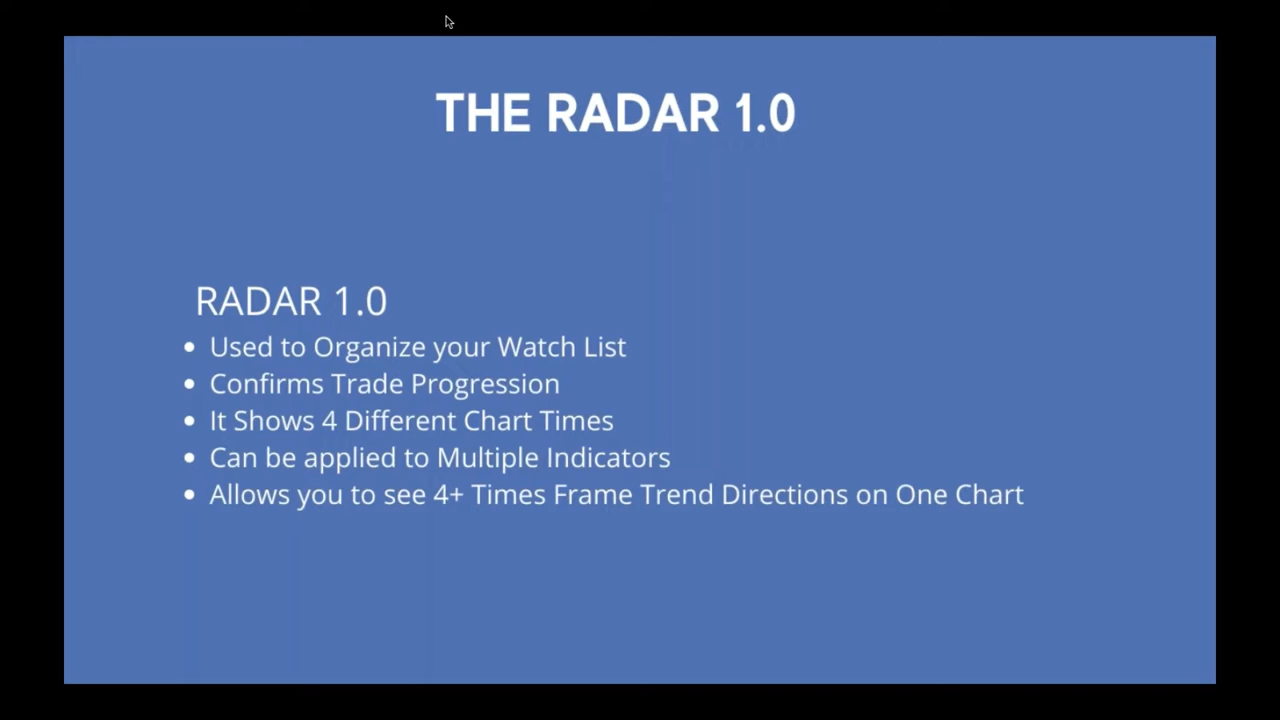 THE RADAR 1.0
RADAR 1.0
• Used to Organize your Watch List
• Confirms Trade Progression
• It Shows 4 Different Chart Times
• Can be applied to Multiple Indicators
• Allows you to see 4+ Times Frame Trend Directions on One Chart